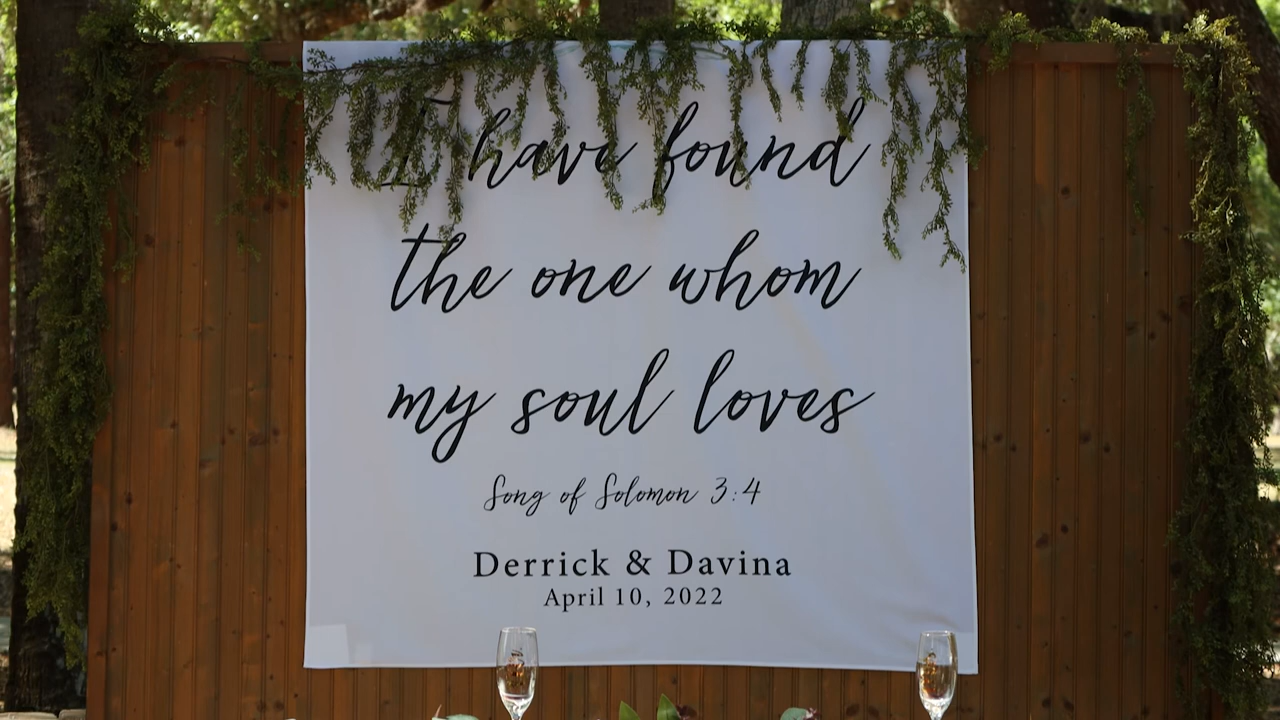 I have found
the one whom
my soul loves
Song of Solomon 3:4
Derrick & Davina
April 10, 2022